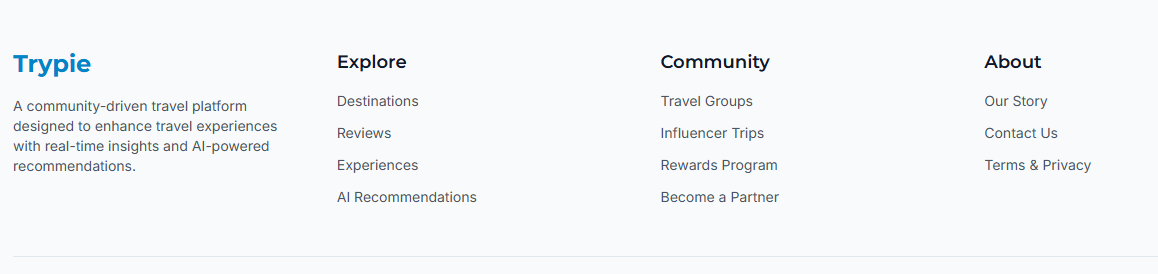 Trypie
A community-driven travel platform
designed to enhance travel experiences
with real-time insights and AI-powered
recommendations.
Explore
Destinations
Reviews
Experiences
AI Recommendations
Community
Travel Groups
Influencer Trips
Rewards Program
Become a Partner
About
Our Story
Contact Us
Terms & Privacy